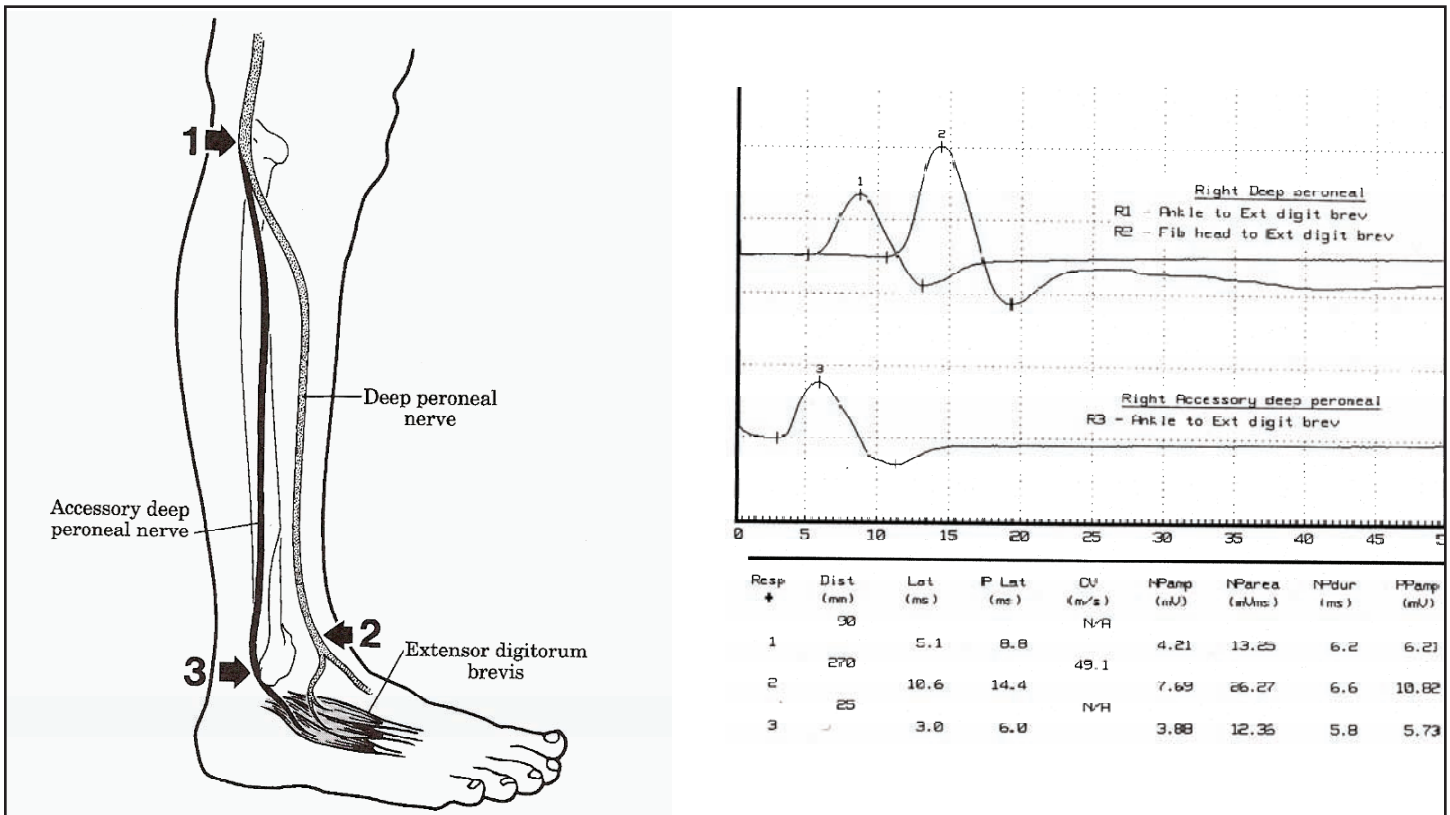 1
Deep peroneal
nerve
Accessory deep
peroneal nerve
2
3
Extensor digitorum
brevis
1
2
Right Deep peroneal
R1 - Ankle to Ext digit brev
R2 - Fib head to Ext digit brev
3
Right Accessory deep peroneal
R3 - Ankle to Ext digit brev
0 5 10 15 20 25 30 35 40 45 5
Resp Dist Lat P Lat CV NPamp NParea NPdur PPamp
(mm) (ms) (ms) (m/s) (mV) (mVms) (ms) (mV)
90 N/A
1 5.1 8.8 4.21 13.25 6.2 6.21
270 49.1
2 10.6 14.4 7.69 26.27 6.6 10.82
25 N/A
3 3.0 6.0 3.88 12.36 5.8 5.73